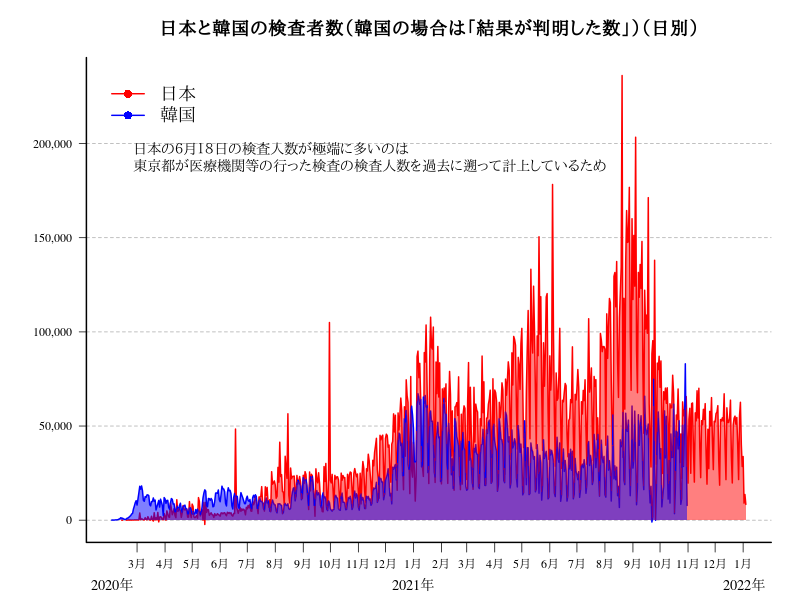 日本と韓国の検査者数(韓国の場合は「結果が判明した数」)(日別)
日本
韓国
日本の6月18日の検査人数が極端に多いのは
東京都が医療機関等の行った検査の検査人数を過去に遡って計上しているため
200,000
150,000
100,000
50,000
0
3月 4月 5月 6月 7月 8月 9月 10月 11月 12月 1月 2月 3月 4月 5月 6月 7月 8月 9月 10月 11月 12月 1月
2020年 2021年 2022年